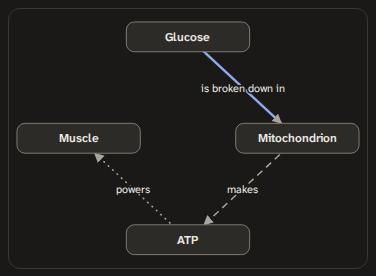 Glucose
is broken down in
Muscle
Mitochondrion
powers
makes
ATP